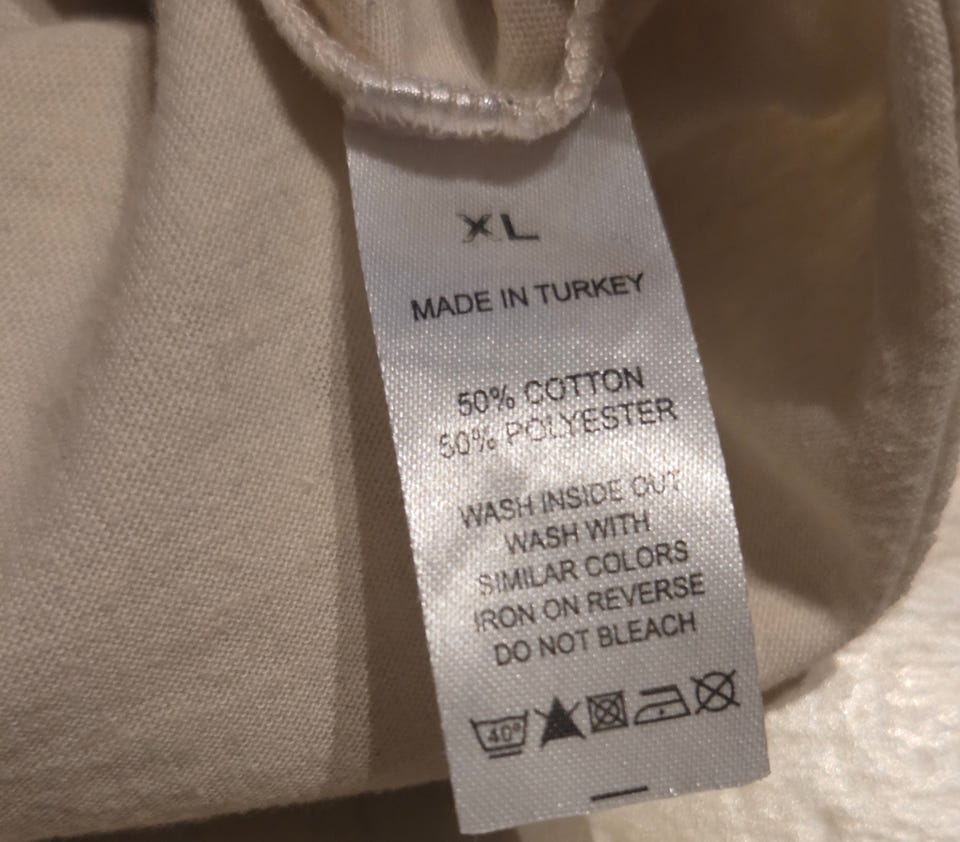 XL
MADE IN TURKEY
50% COTTON
50% POLYESTER
WASH INSIDE OUT
WASH WITH
SIMILAR COLORS
IRON ON REVERSE
DO NOT BLEACH
40°